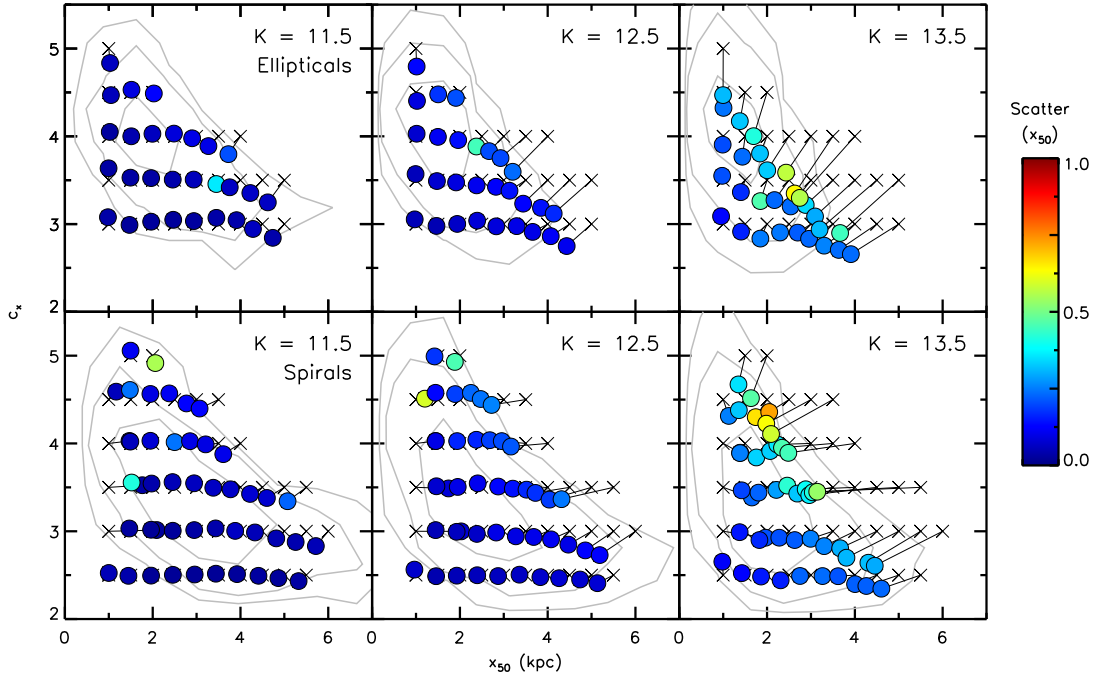 K = 11.5
Ellipticals
K = 12.5
K = 13.5
5
4
3
2
K = 11.5
Spirals
K = 12.5
K = 13.5
5
4
3
2
cₓ
0 2 4 6
0 2 4 6
0 2 4 6
x₅₀ (kpc)
Scatter
(x₅₀)
1.0
0.5
0.0